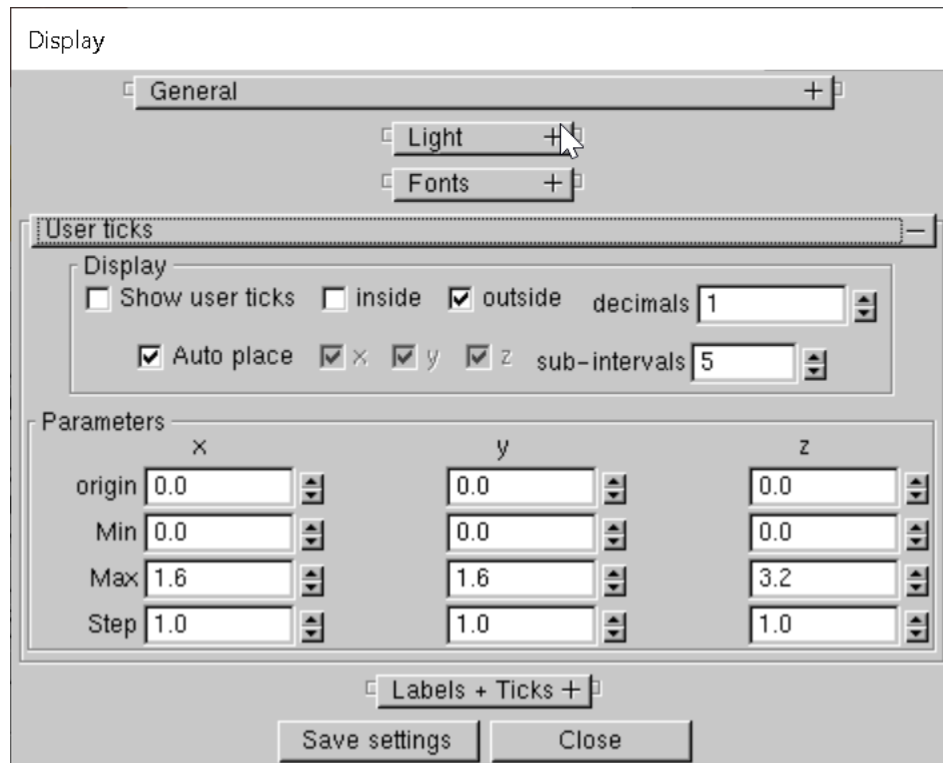 Display
General +
Light +
Fonts +
User ticks −
Display
Show user ticks inside outside decimals 1
Auto place x y z sub-intervals 5
Parameters
x y z
origin 0.0 0.0 0.0
Min 0.0 0.0 0.0
Max 1.6 1.6 3.2
Step 1.0 1.0 1.0
Labels + Ticks +
Save settings Close